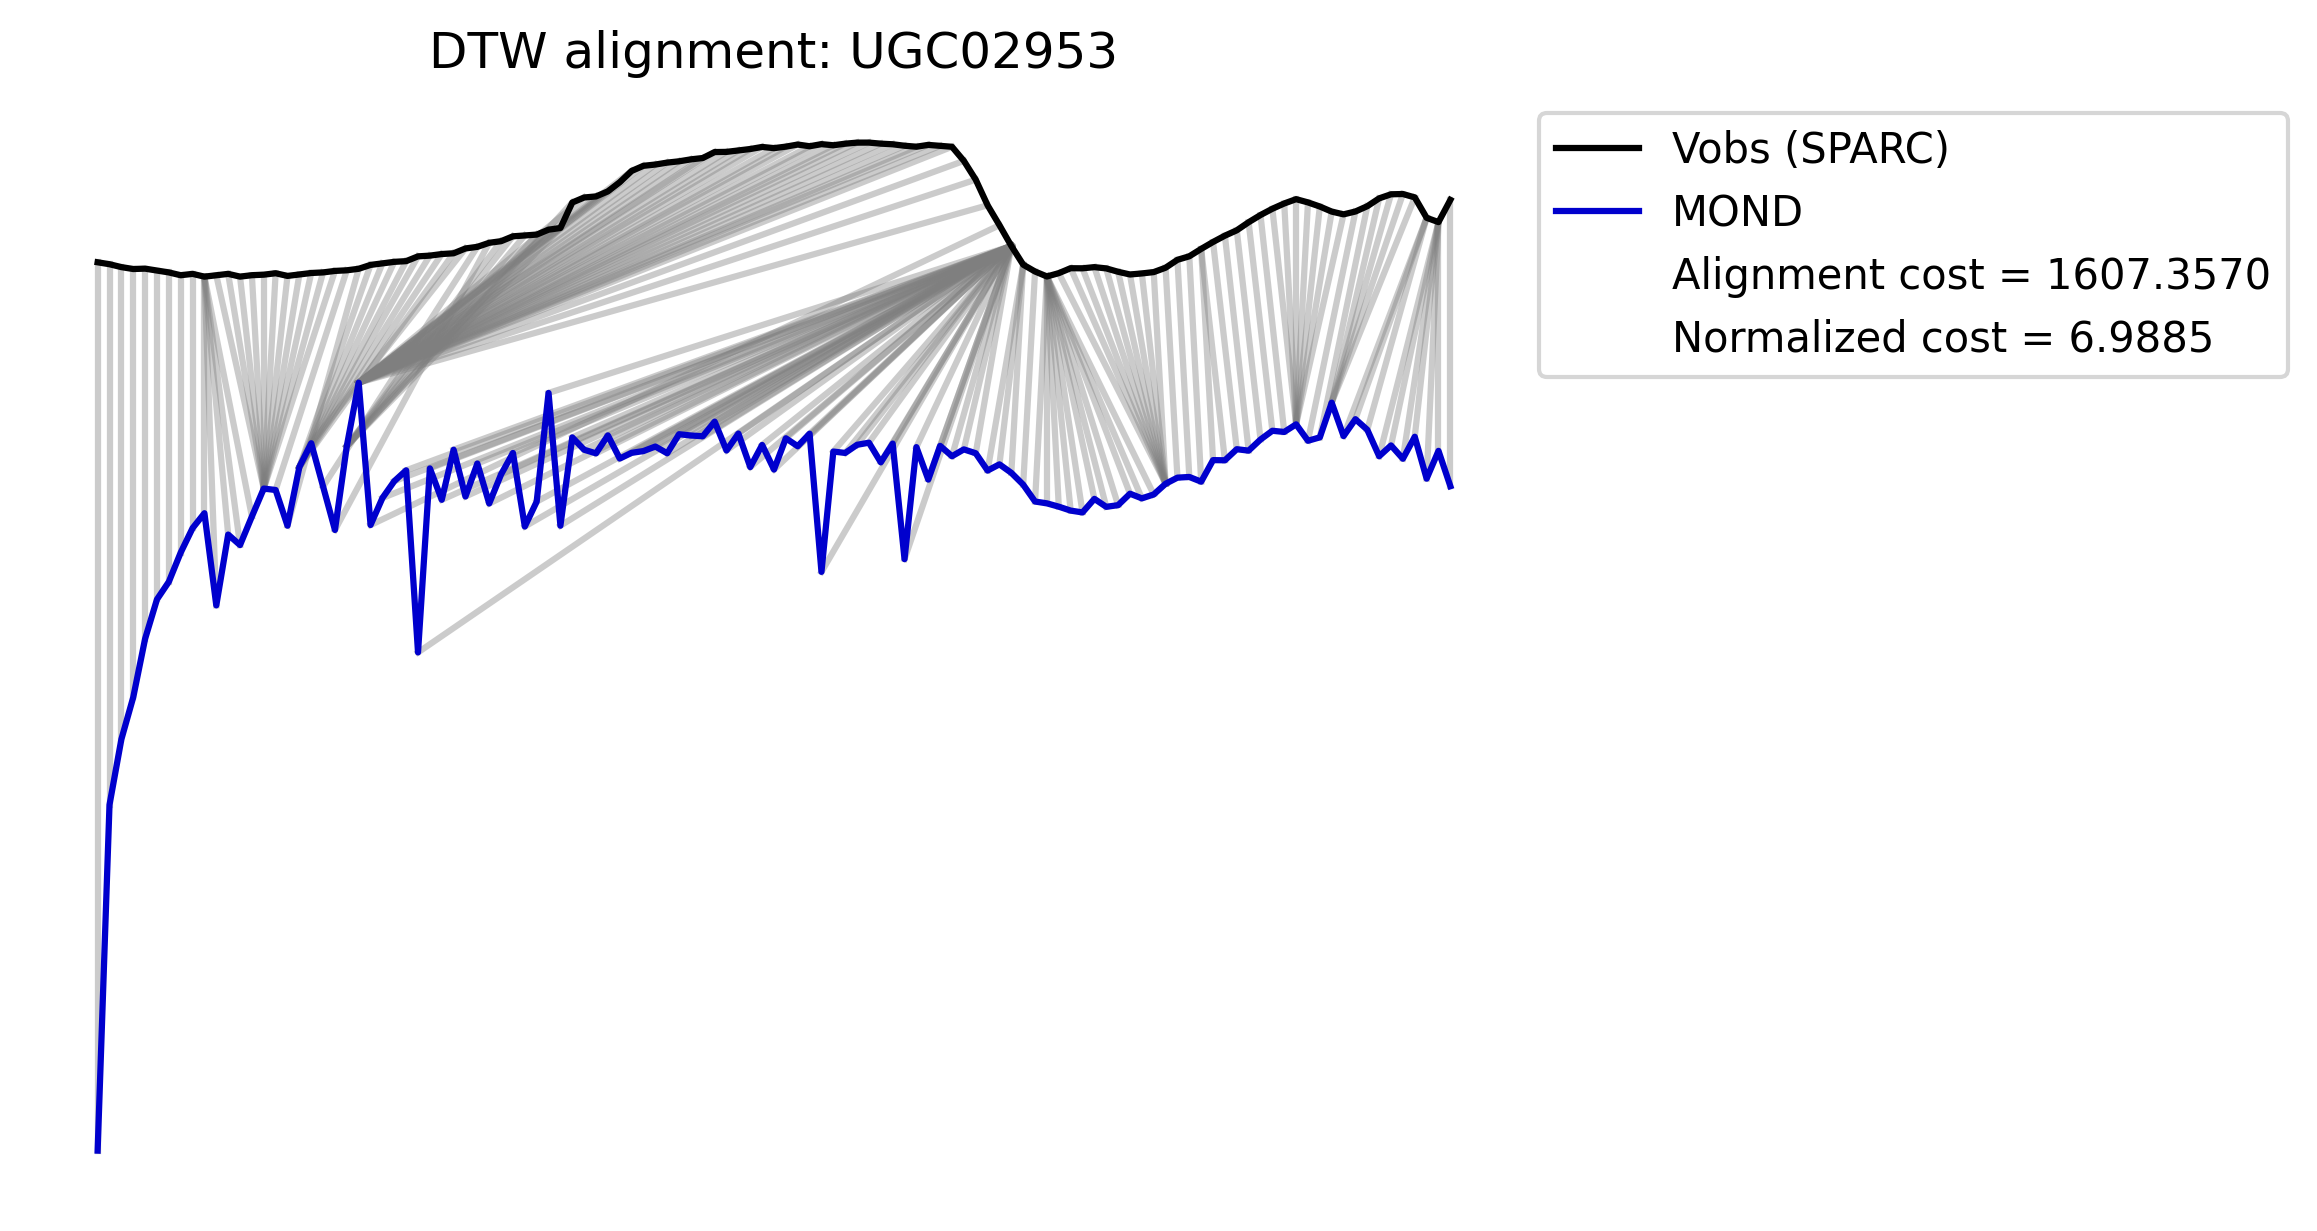 DTW alignment: UGC02953
Vobs (SPARC)
MOND
Alignment cost = 1607.3570
Normalized cost = 6.9885